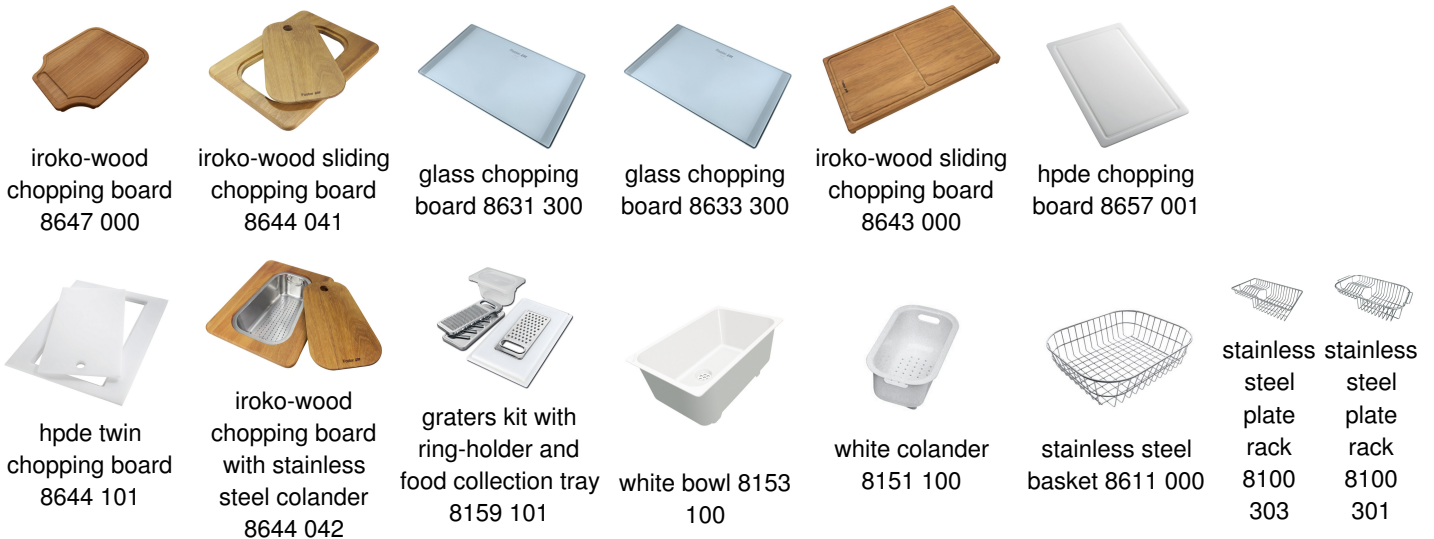 iroko-wood
chopping board
8647 000
iroko-wood sliding
chopping board
8644 041
glass chopping
board 8631 300
glass chopping
board 8633 300
iroko-wood sliding
chopping board
8643 000
hpde chopping
board 8657 001
hpde twin
chopping board
8644 101
iroko-wood
chopping board
with stainless
steel colander
8644 042
graters kit with
ring-holder and
food collection tray
8159 101
white bowl 8153
100
white colander
8151 100
stainless steel
basket 8611 000
stainless
steel
plate
rack
8100
303
stainless
steel
plate
rack
8100
301